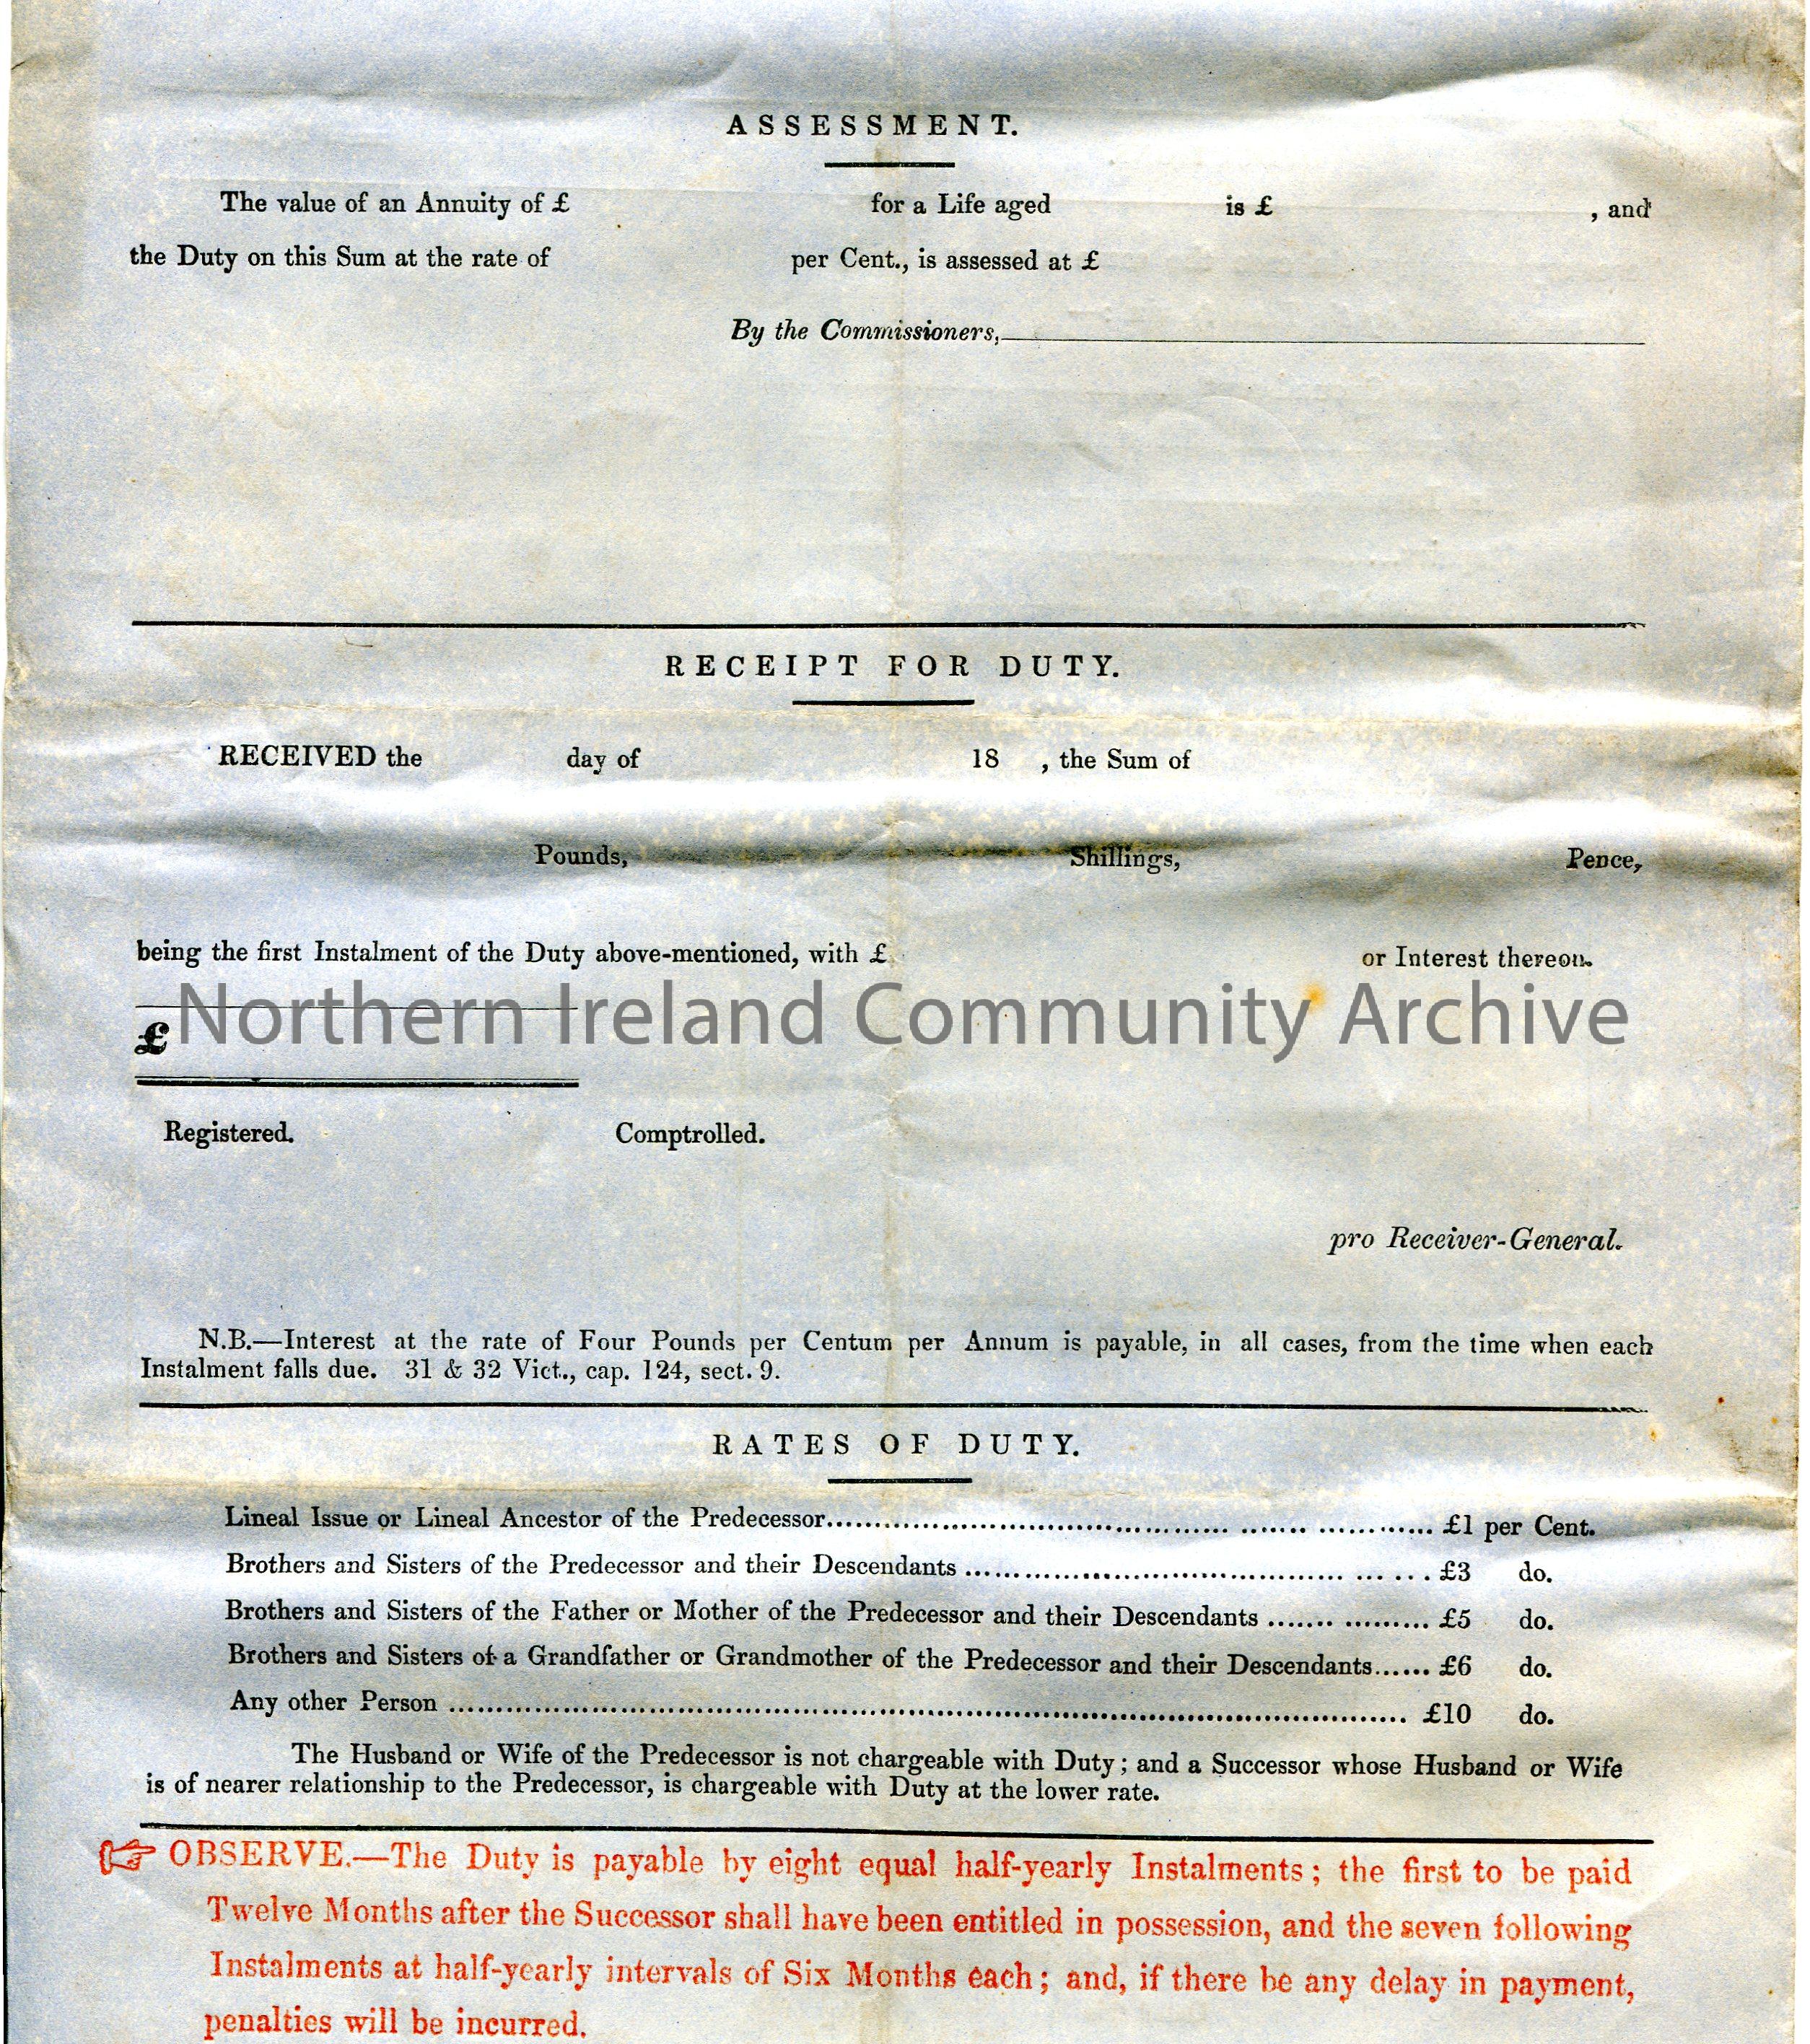 ASSESSMENT.
The value of an Annuity of £ for a Life aged is £ , and
the Duty on this Sum at the rate of per Cent., is assessed at £
By the Commissioners,
RECEIPT FOR DUTY.
RECEIVED the day of 18 , the Sum of
Pounds, Shillings, Pence,
being the first Instalment of the Duty above-mentioned, with £ or Interest thereon.
Northern Ireland Community Archive
£
Registered. Comptrolled.
pro Receiver-General.
N.B.—Interest at the rate of Four Pounds per Centum per Annum is payable, in all cases, from the time when each
Instalment falls due. 31 & 32 Vict., cap. 124, sect. 9.
RATES OF DUTY.
Lineal Issue or Lineal Ancestor of the Predecessor.................... £1 per Cent.
Brothers and Sisters of the Predecessor and their Descendants .................... £3 do.
Brothers and Sisters of the Father or Mother of the Predecessor and their Descendants ................ £5 do.
Brothers and Sisters of a Grandfather or Grandmother of the Predecessor and their Descendants...... £6 do.
Any other Person .................... £10 do.
The Husband or Wife of the Predecessor is not chargeable with Duty; and a Successor whose Husband or Wife
is of nearer relationship to the Predecessor, is chargeable with Duty at the lower rate.
☞ OBSERVE.—The Duty is payable by eight equal half-yearly Instalments; the first to be paid
Twelve Months after the Successor shall have been entitled in possession, and the seven following
Instalments at half-yearly intervals of Six Months each; and, if there be any delay in payment,
penalties will be incurred.